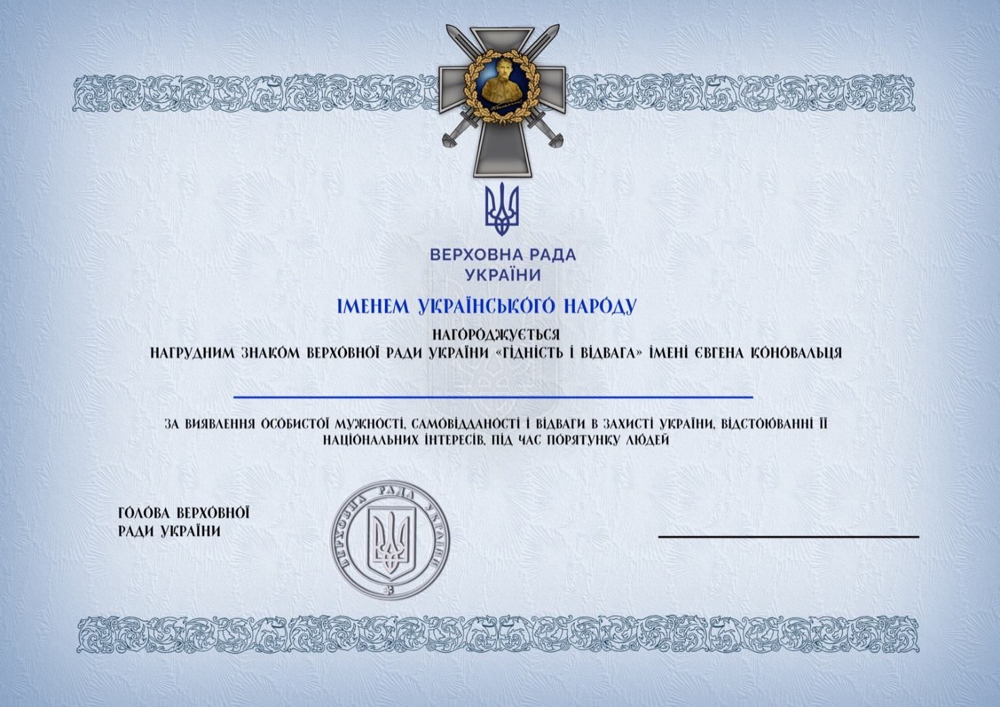 ВЕРХОВНА РАДА
УКРАЇНИ
ІМЕНЕМ УКРАЇНСЬКОГО НАРОДУ
НАГОРОДЖУЄТЬСЯ
НАГРУДНИМ ЗНАКОМ ВЕРХОВНОЇ РАДИ УКРАЇНИ «ГІДНІСТЬ І ВІДВАГА» ІМЕНІ ЄВГЕНА КОНОВАЛЬЦЯ
ЗА ВИЯВЛЕННЯ ОСОБИСТОЇ МУЖНОСТІ, САМОВІДДАНОСТІ І ВІДВАГИ В ЗАХИСТІ УКРАЇНИ, ВІДСТОЮВАННІ ЇЇ
НАЦІОНАЛЬНИХ ІНТЕРЕСІВ, ПІД ЧАС ПОРЯТУНКУ ЛЮДЕЙ
ГОЛОВА ВЕРХОВНОЇ
РАДИ УКРАЇНИ
ВЕРХОВНА РАДА УКРАЇНИ